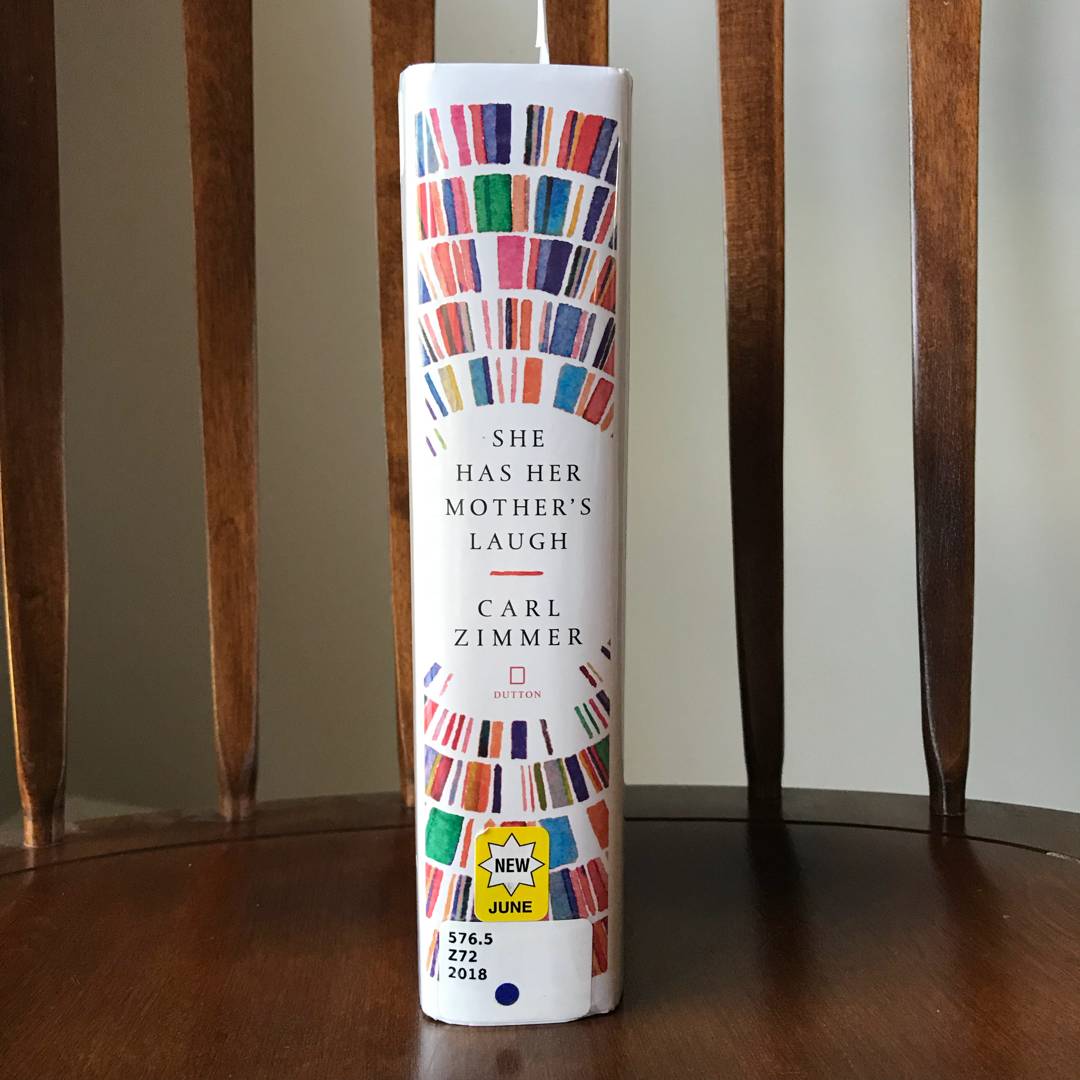 SHE
HAS HER
MOTHER'S
LAUGH
CARL
ZIMMER
DUTTON
NEW
JUNE
576.5
Z72
2018